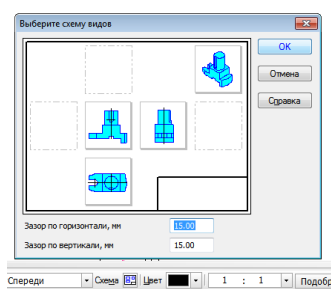 Выберите схему видов
OK
Отмена
Справка
Зазор по горизонтали, мм 15.00
Зазор по вертикали, мм 15.00
Спереди Схема Цвет 1 : 1 Подобр